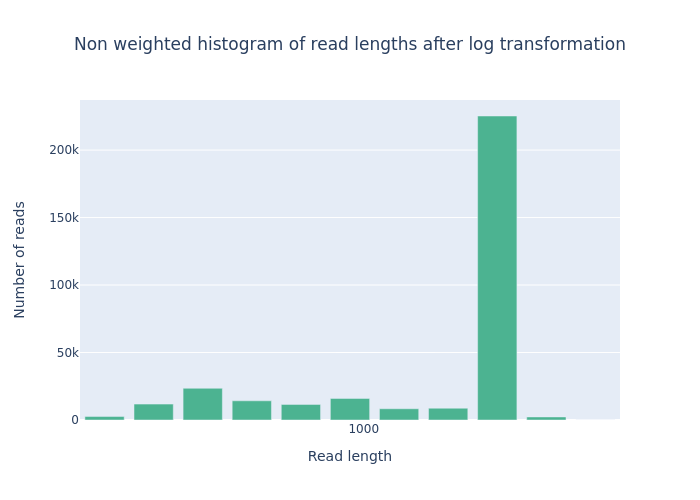 Non weighted histogram of read lengths after log transformation
Number of reads
200k
150k
100k
50k
0
1000
Read length